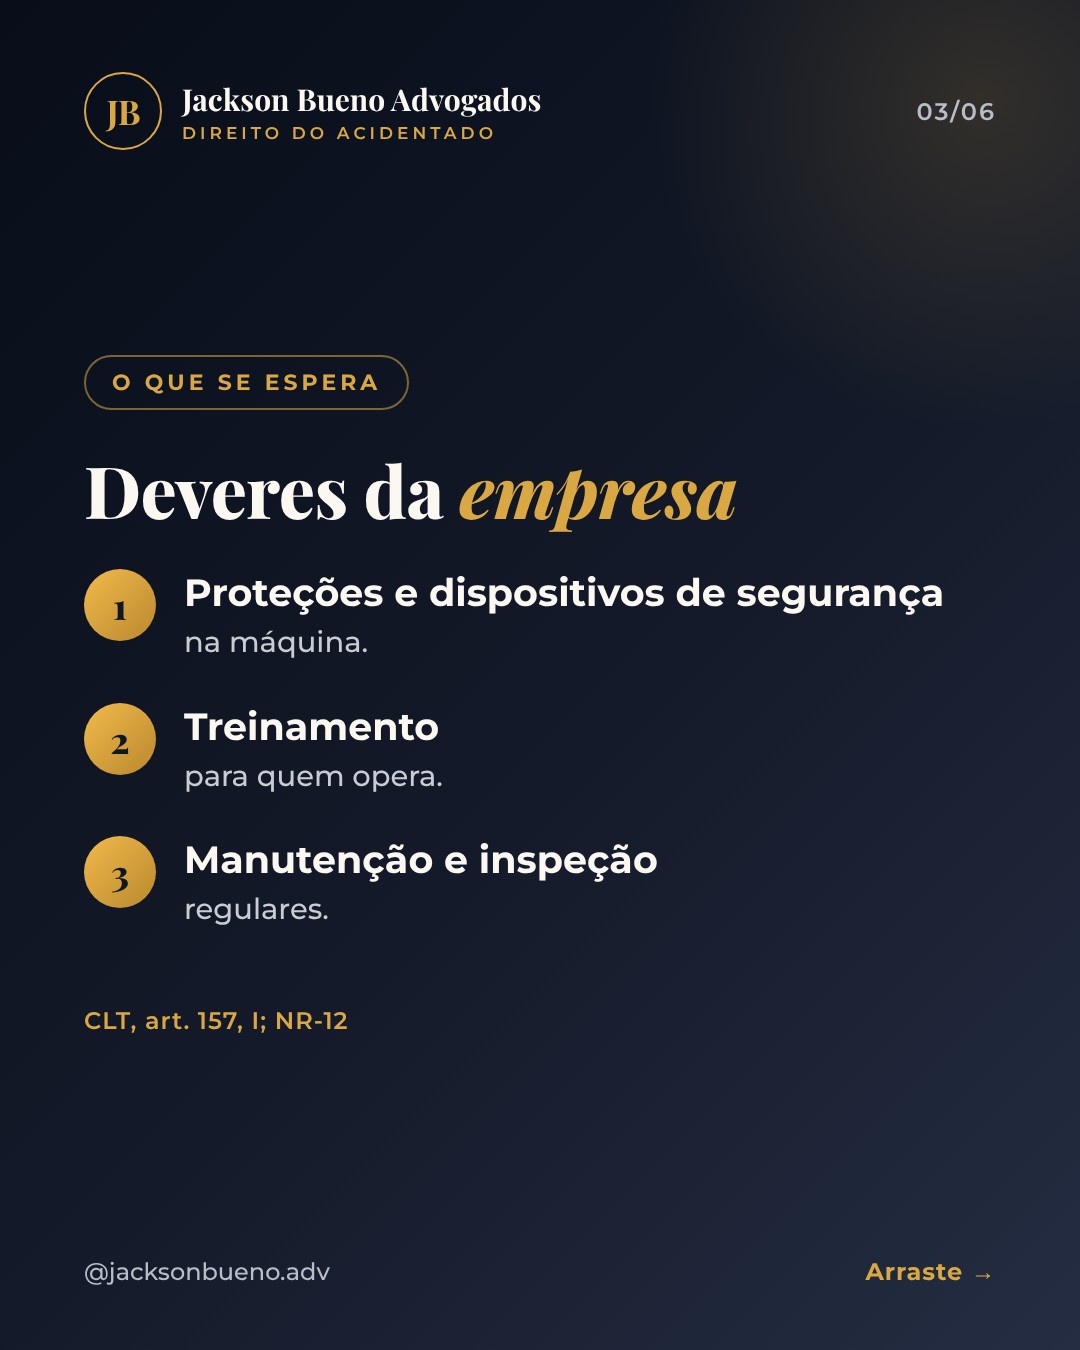 JB
Jackson Bueno Advogados
DIREITO DO ACIDENTADO
03/06
O QUE SE ESPERA
Deveres da empresa
1
Proteções e dispositivos de segurança
na máquina.
2
Treinamento
para quem opera.
3
Manutenção e inspeção
regulares.
CLT, art. 157, I; NR-12
@jacksonbueno.adv
Arraste →